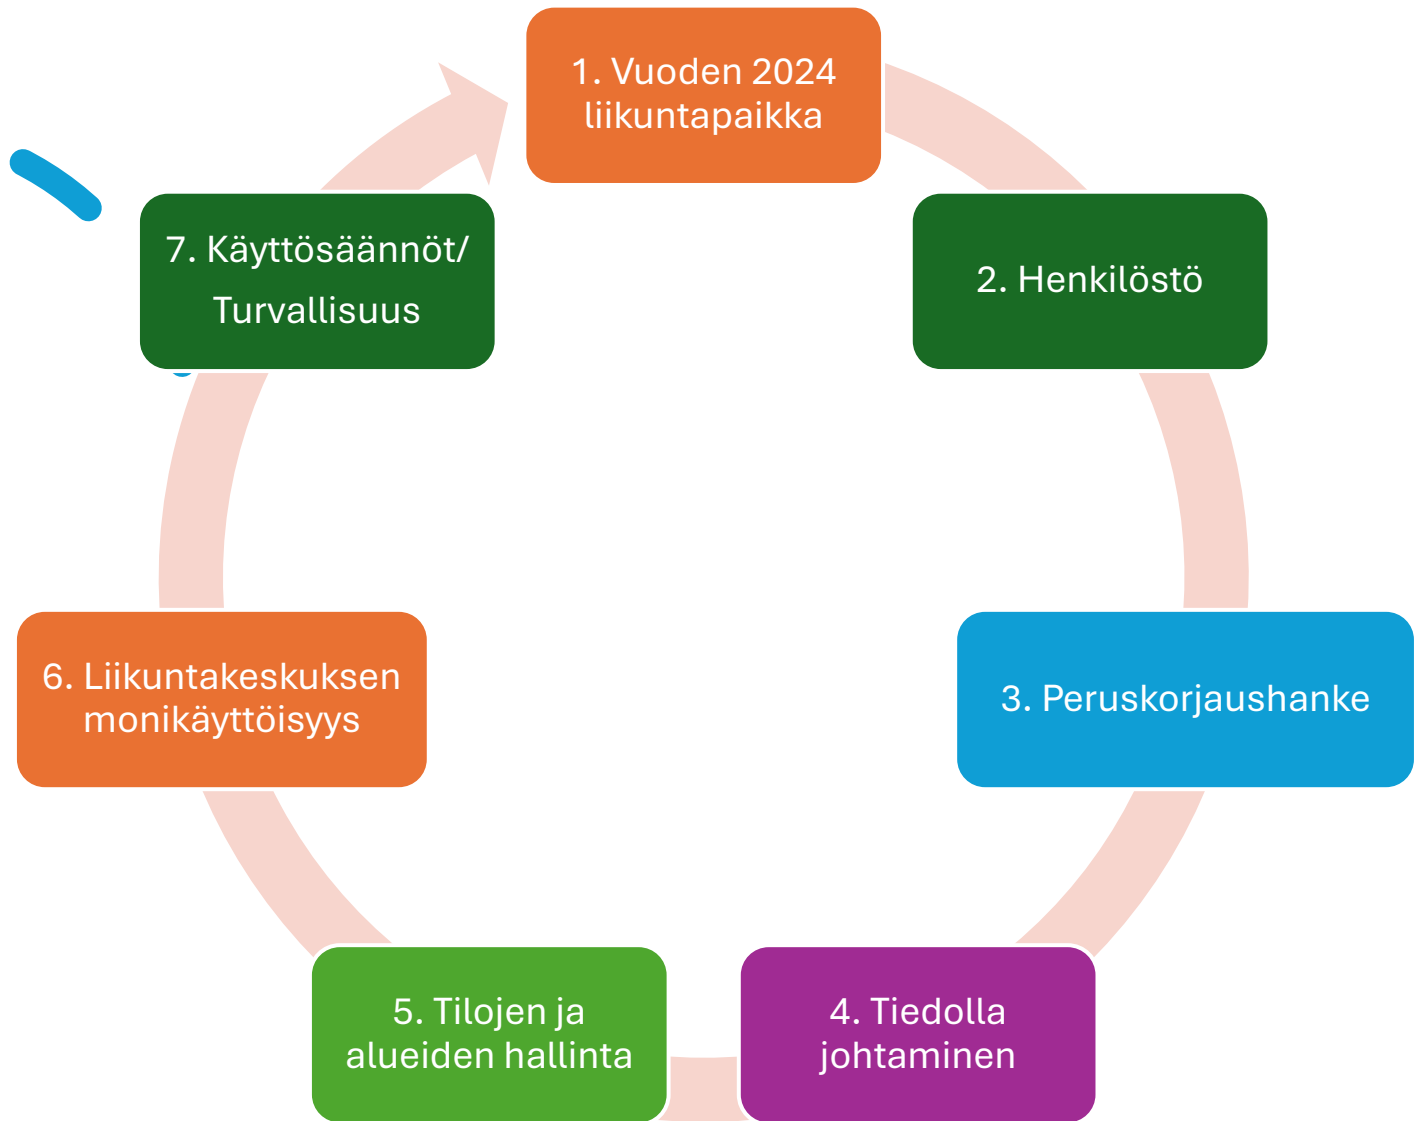 1. Vuoden 2024
liikuntapaikka
2. Henkilöstö
3. Peruskorjaushanke
4. Tiedolla
johtaminen
5. Tilojen ja
alueiden hallinta
6. Liikuntakeskuksen
monikäyttöisyys
7. Käyttösäännöt/
Turvallisuus